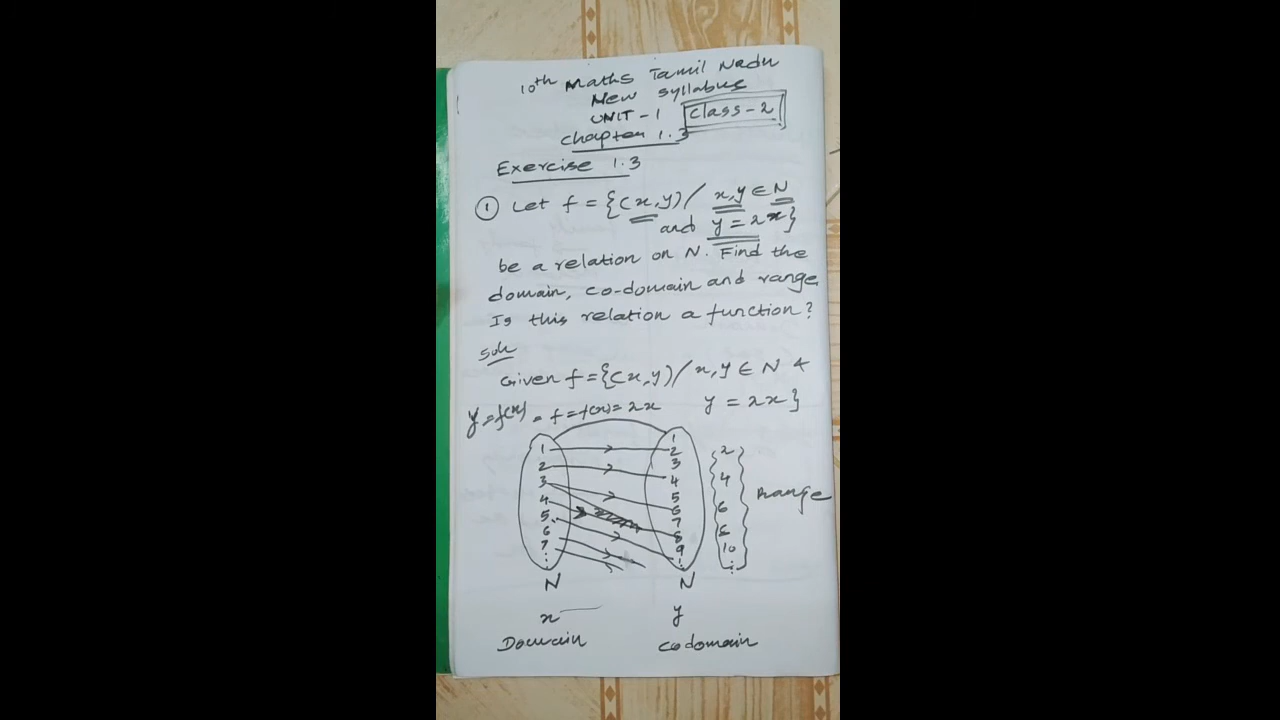 10th Maths Tamil Nadu
New Syllabus
UNIT - 1 Class - 2
Chapter 1.3
Exercise 1.3
① Let f = {(x,y) / x,y ∈ N
and y = 2x}
be a relation on N. Find the
domain, co-domain and range.
Is this relation a function?
Soln
Given f = {(x,y) / x,y ∈ N &
y = 2x}
y = f(x) = f = f(x) = 2x
1 1
2 2 2
3 3
4 4 4
5 5
6 6 6 Range
7 7
8 8
9 10
N N
x y
Domain codomain